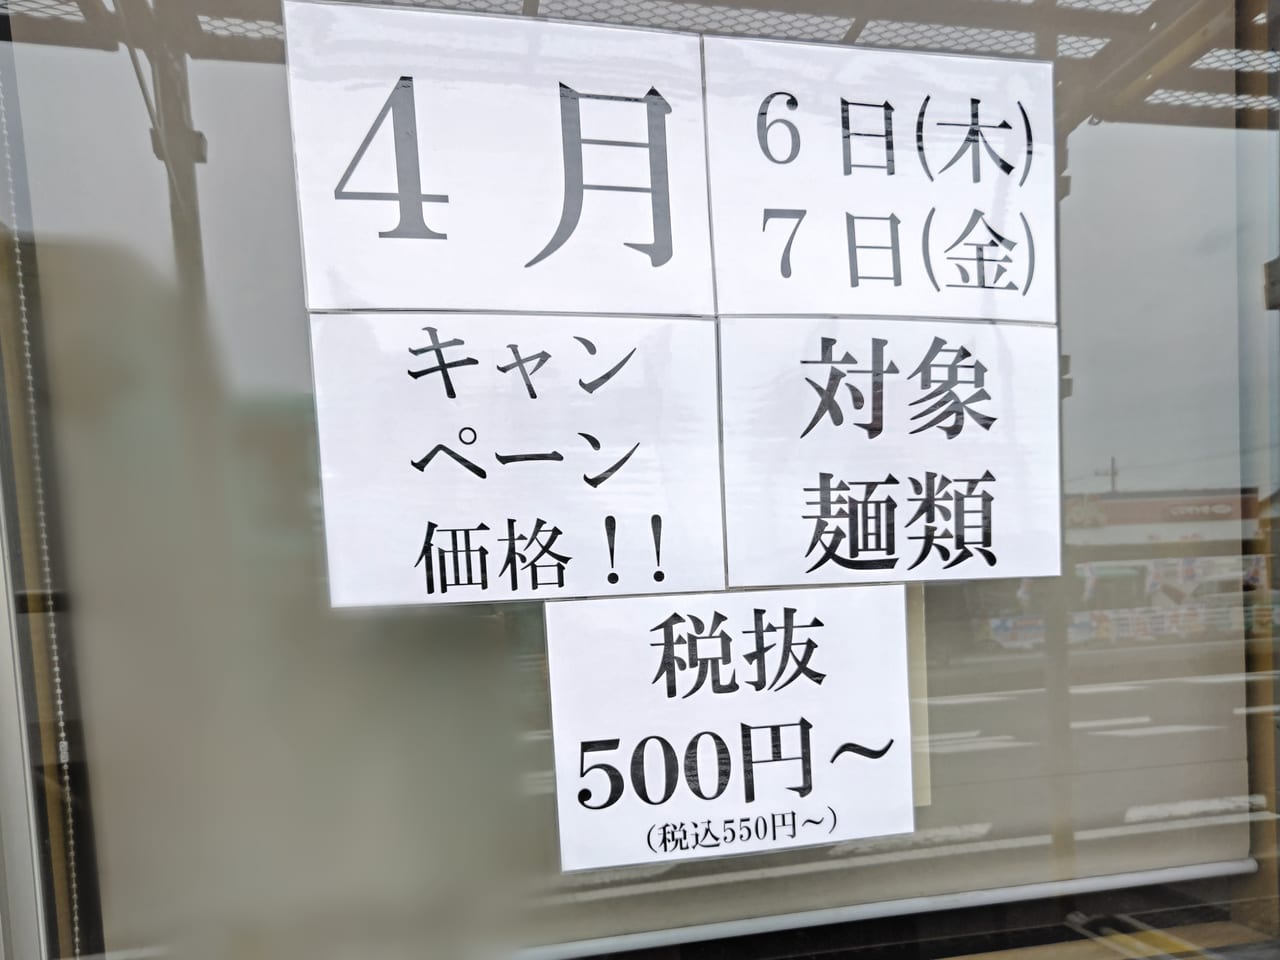 4月
6日(木)
7日(金)
キャン
ペーン
価格!!
対象
麺類
税抜
500円～
(税込550円～)